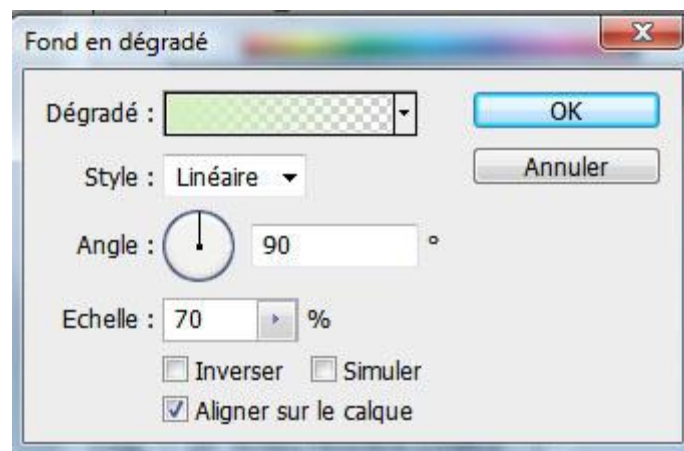 Fond en dégradé
Dégradé :
OK
Style : Linéaire
Annuler
Angle : 90 °
Echelle : 70 %
Inverser Simuler
Aligner sur le calque